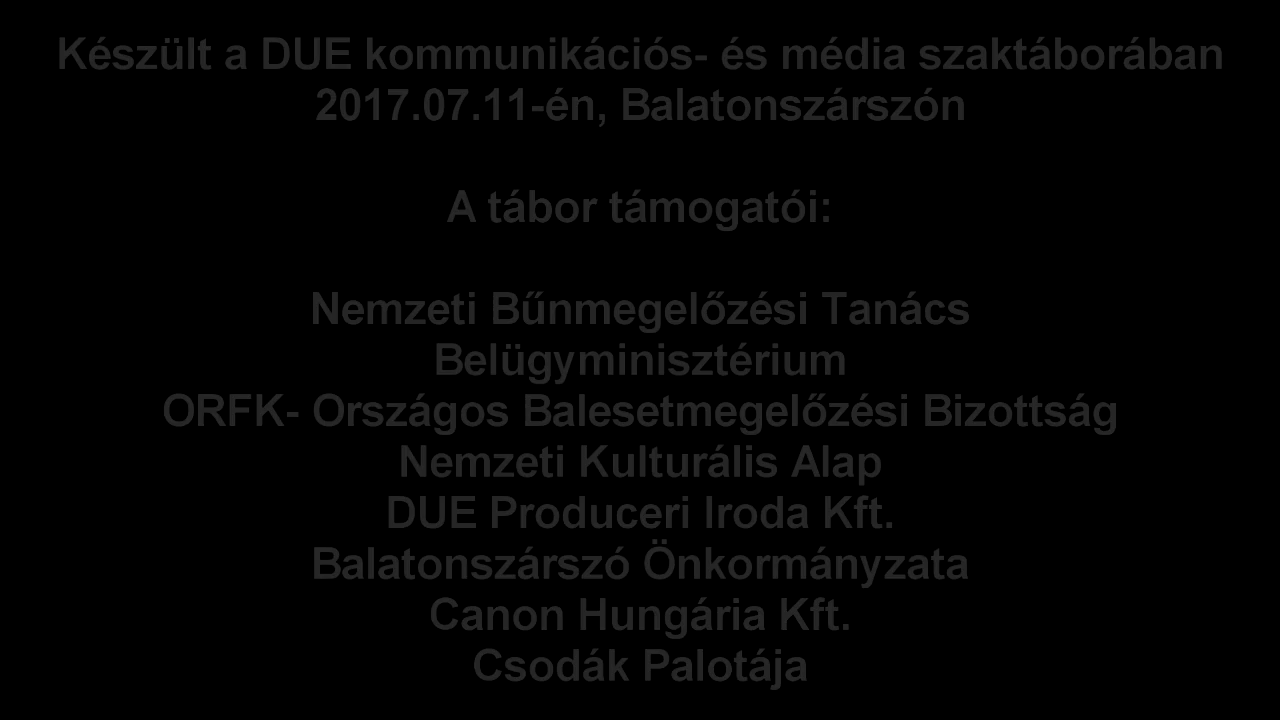 Készült a DUE kommunikációs- és média szaktáborában
2017.07.11-én, Balatonszárszón
A tábor támogatói:
Nemzeti Bűnmegelőzési Tanács
Belügyminisztérium
ORFK- Országos Balesetmegelőzési Bizottság
Nemzeti Kulturális Alap
DUE Produceri Iroda Kft.
Balatonszárszó Önkormányzata
Canon Hungária Kft.
Csodák Palotája